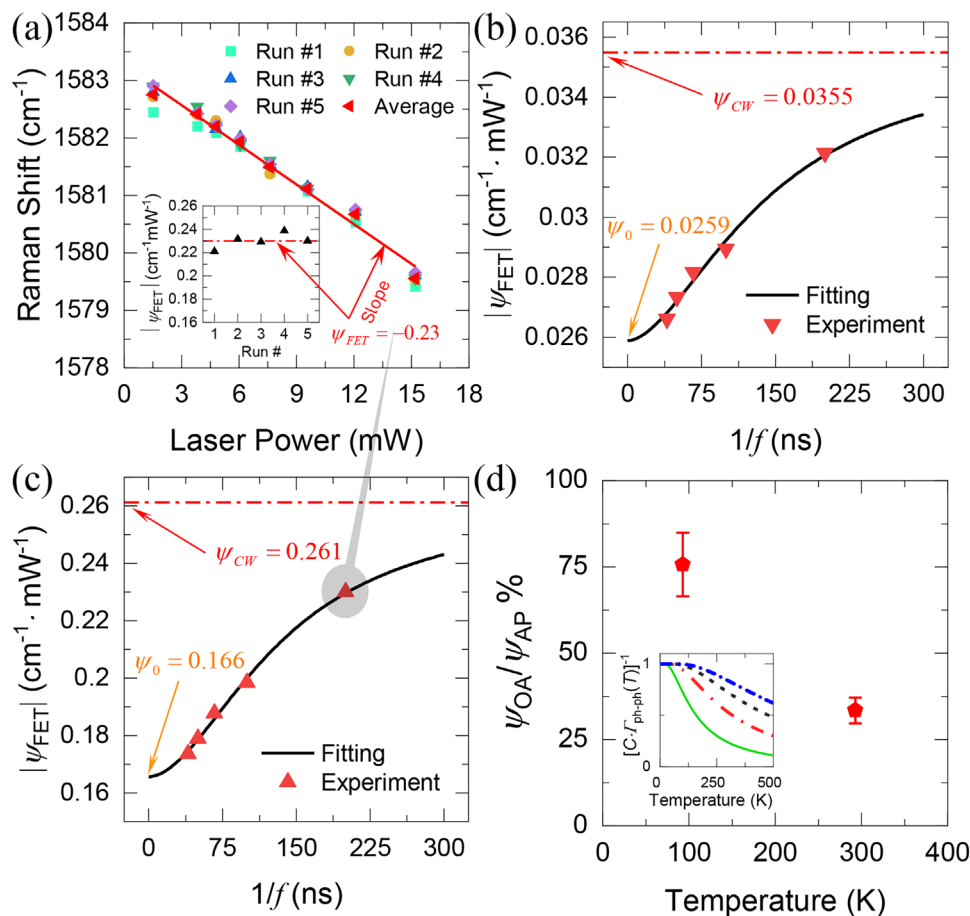 (a)
Raman Shift (cm⁻¹)
1584
1583
1582
1581
1580
1579
1578
Run #1
Run #2
Run #3
Run #4
Run #5
Average
|ψFET| (cm⁻¹mW⁻¹)
0.26
0.24
0.22
0.20
0.18
0.16
1 2 3 4 5
Run #
Slope
ψFET = −0.23
0 3 6 9 12 15 18
Laser Power (mW)
(b)
|ψFET| (cm⁻¹·mW⁻¹)
0.036
0.034
0.032
0.03
0.028
0.026
ψCW = 0.0355
ψ0 = 0.0259
Fitting
Experiment
0 75 150 225 300
1/f (ns)
(c)
|ψFET| (cm⁻¹·mW⁻¹)
0.26
0.24
0.22
0.2
0.18
0.16
ψCW = 0.261
ψ0 = 0.166
Fitting
Experiment
0 75 150 225 300
1/f (ns)
(d)
ψOA/ψAP %
100
75
50
25
0
[C·Γph-ph(T)]⁻¹
1
0
0 250 500
Temperature (K)
0 100 200 300 400
Temperature (K)